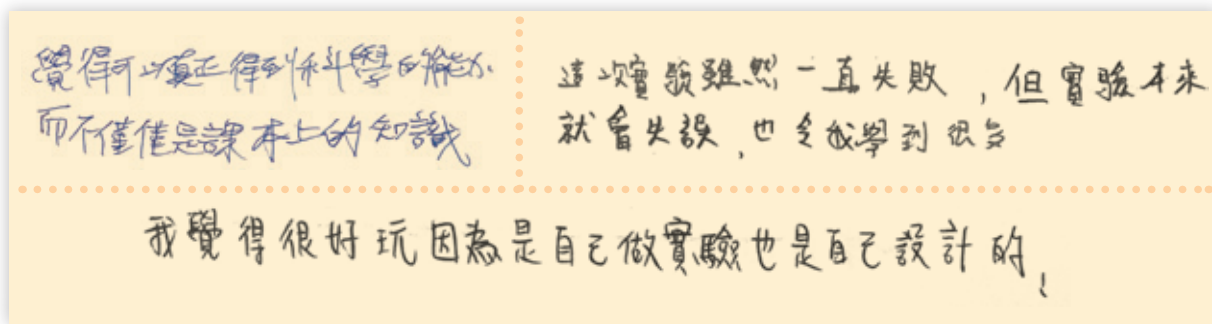 覺得可以真正得到科學的能力
而不僅僅是課本上的知識
這次實驗雖然一直失敗，但實驗本來
就會失誤，也令我學到很多
我覺得很好玩因為是自己做實驗也是自己設計的!